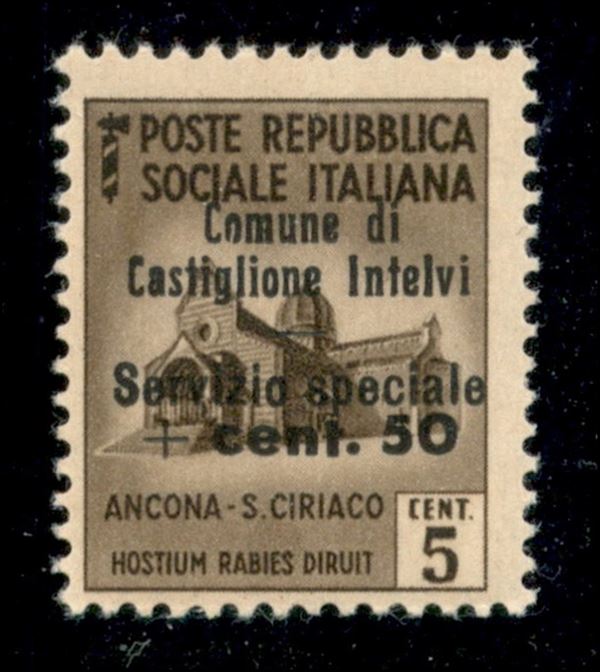 POSTE REPUBBLICA
SOCIALE ITALIANA
Comune di
Castiglione Intelvi
Servizio speciale
+ cent. 50
ANCONA - S. CIRIACO
HOSTIUM RABIES DIRUIT
CENT.
5